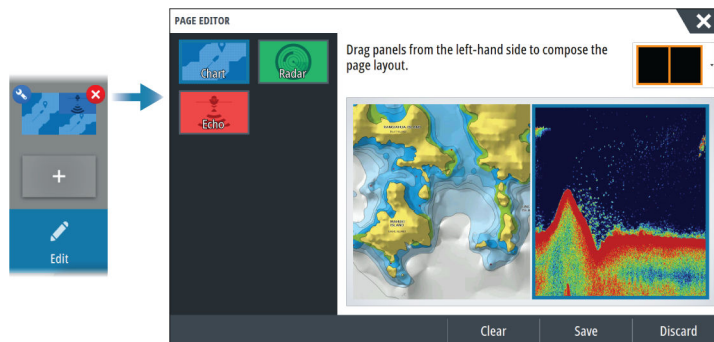 PAGE EDITOR
Chart
Radar
Echo
Drag panels from the left-hand side to compose the
page layout.
+
Edit
Clear
Save
Discard